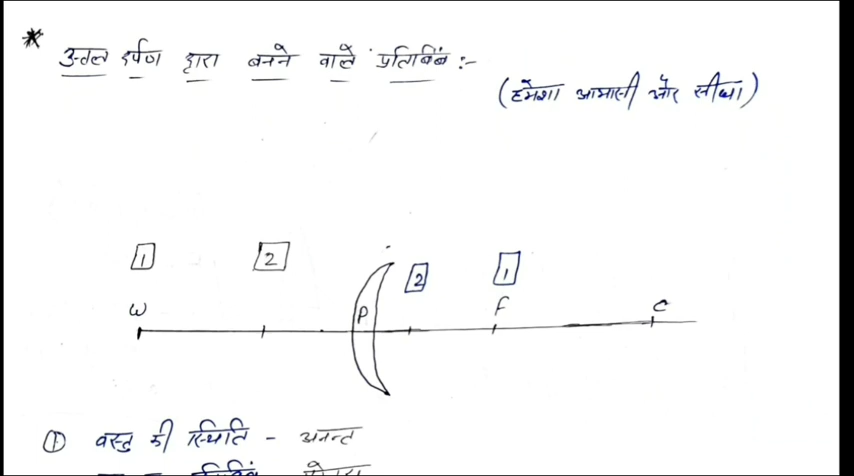 * उत्तल दर्पण द्वारा बनने वाले प्रतिबिंब :-
(हमेशा आभासी और सीधा)
1 2 2 1
W P F C
① वस्तु की स्थिति - अनन्त